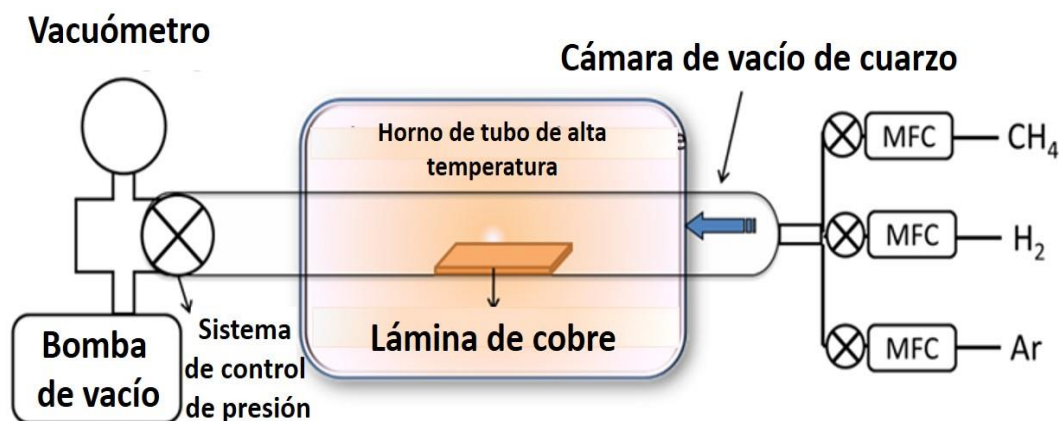 Vacuómetro
Cámara de vacío de cuarzo
Horno de tubo de alta
temperatura
MFC CH₄
MFC H₂
MFC Ar
Lámina de cobre
Bomba
de vacío
Sistema
de control
de presión